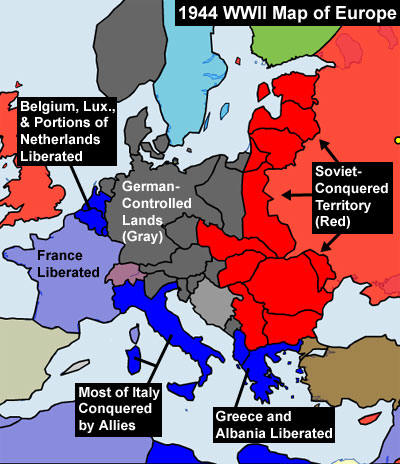 1944 WWII Map of Europe
Belgium, Lux.,
& Portions of
Netherlands
Liberated
German-
Controlled
Lands
(Gray)
Soviet-
Conquered
Territory
(Red)
France
Liberated
Most of Italy
Conquered
by Allies
Greece and
Albania Liberated